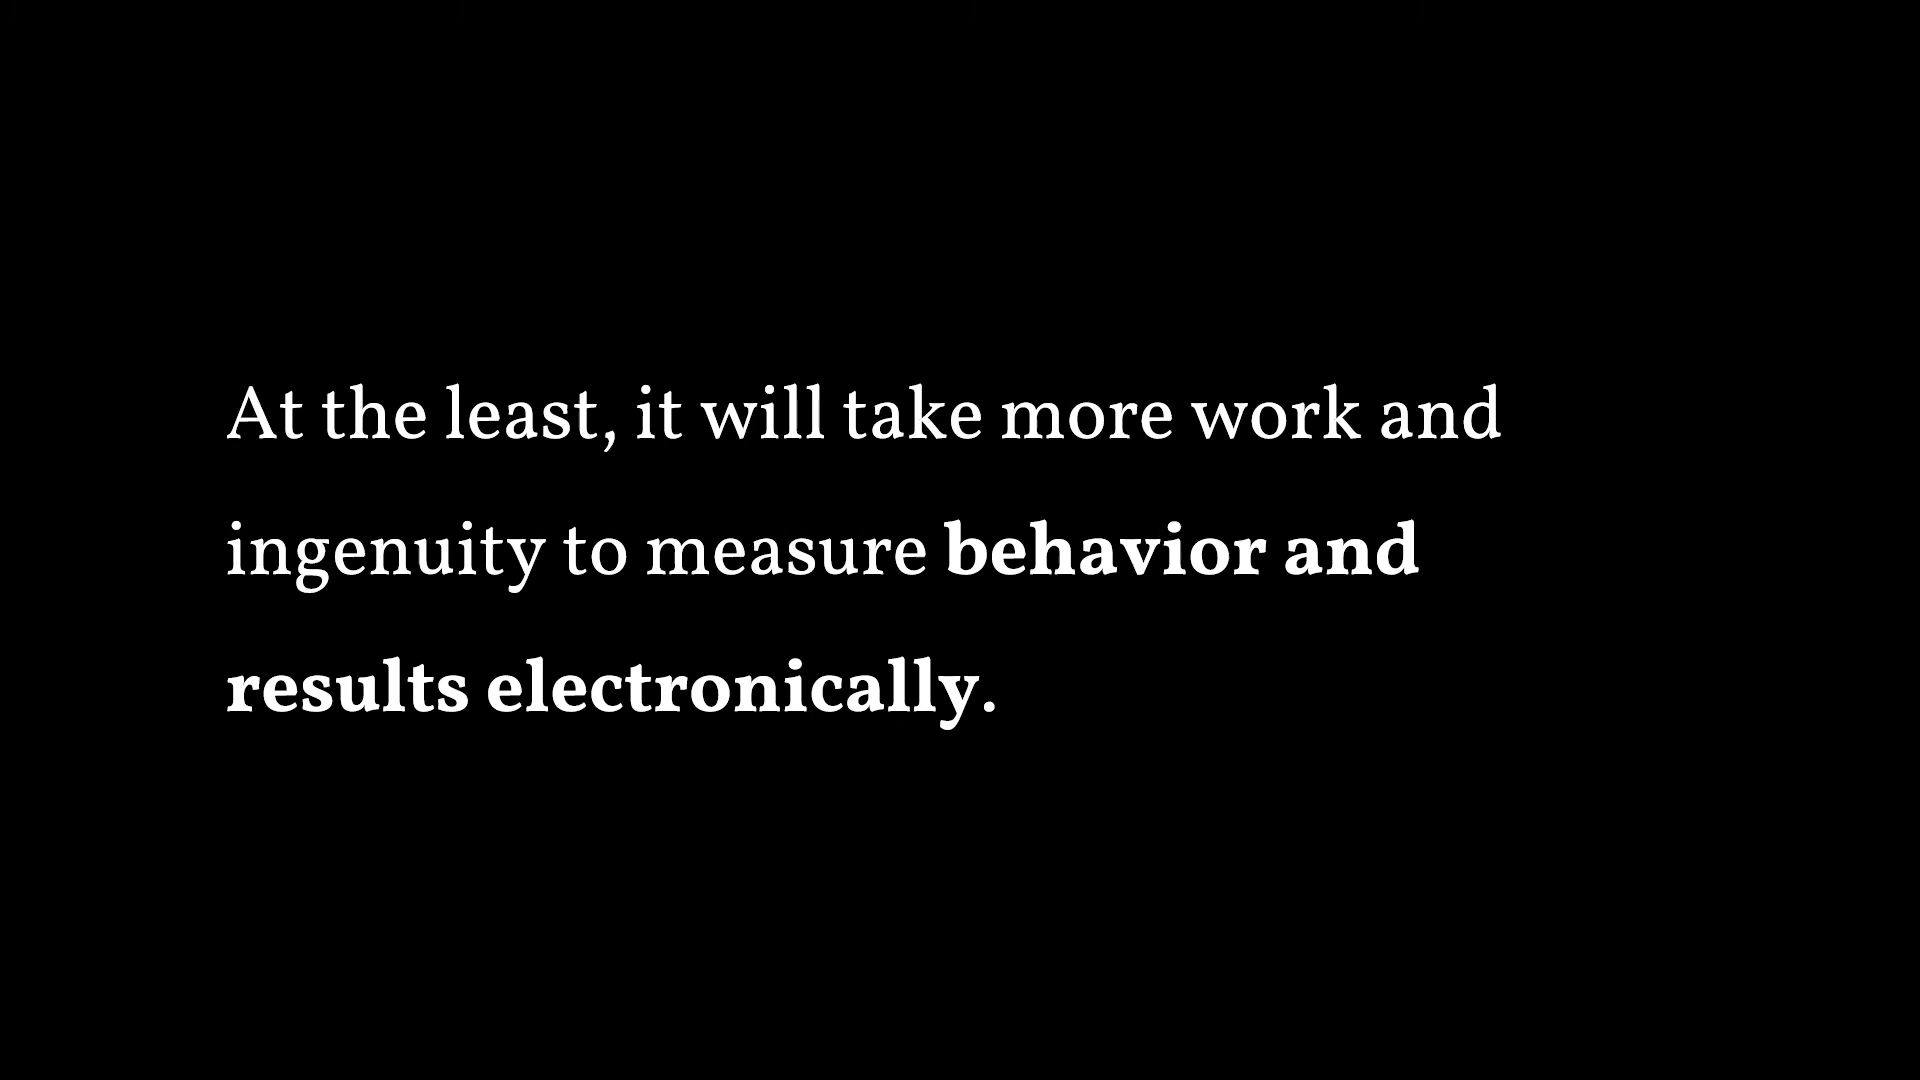 At the least, it will take more work and
ingenuity to measure behavior and
results electronically.